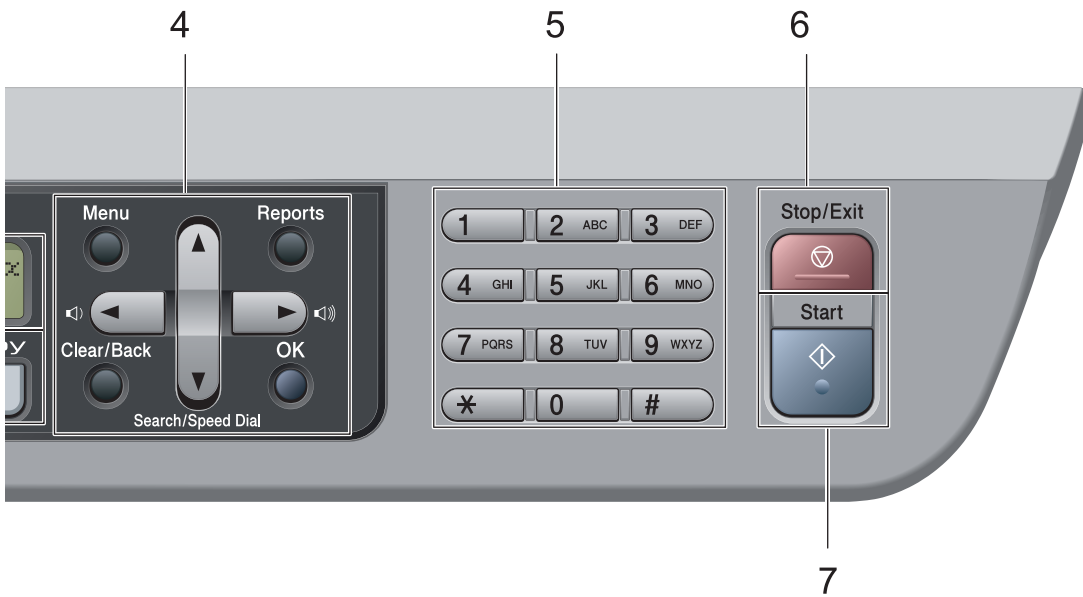 4 5 6
Menu Reports
Clear/Back OK
Search/Speed Dial
1 2 ABC 3 DEF
4 GHI 5 JKL 6 MNO
7 PQRS 8 TUV 9 WXYZ
* 0 #
Stop/Exit
Start
7